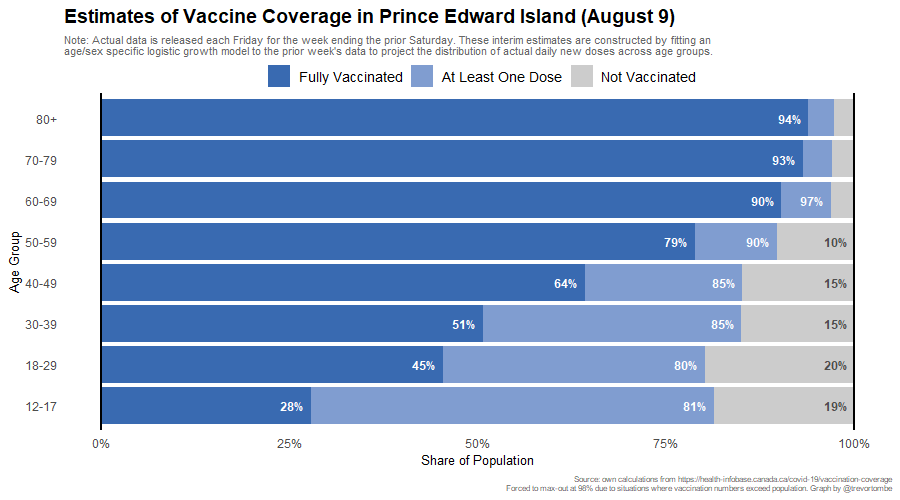 Estimates of Vaccine Coverage in Prince Edward Island (August 9)
Note: Actual data is released each Friday for the week ending the prior Saturday. These interim estimates are constructed by fitting an
age/sex specific logistic growth model to the prior week's data to project the distribution of actual daily new doses across age groups.
Fully Vaccinated At Least One Dose Not Vaccinated
80+ 94%
70-79 93%
60-69 90% 97%
50-59 79% 90% 10%
Age Group
40-49 64% 85% 15%
30-39 51% 85% 15%
18-29 45% 80% 20%
12-17 28% 81% 19%
0% 25% 50% 75% 100%
Share of Population
Source: own calculations from https://health-infobase.canada.ca/covid-19/vaccination-coverage
Forced to max-out at 98% due to situations where vaccination numbers exceed population. Graph by @trevortombe